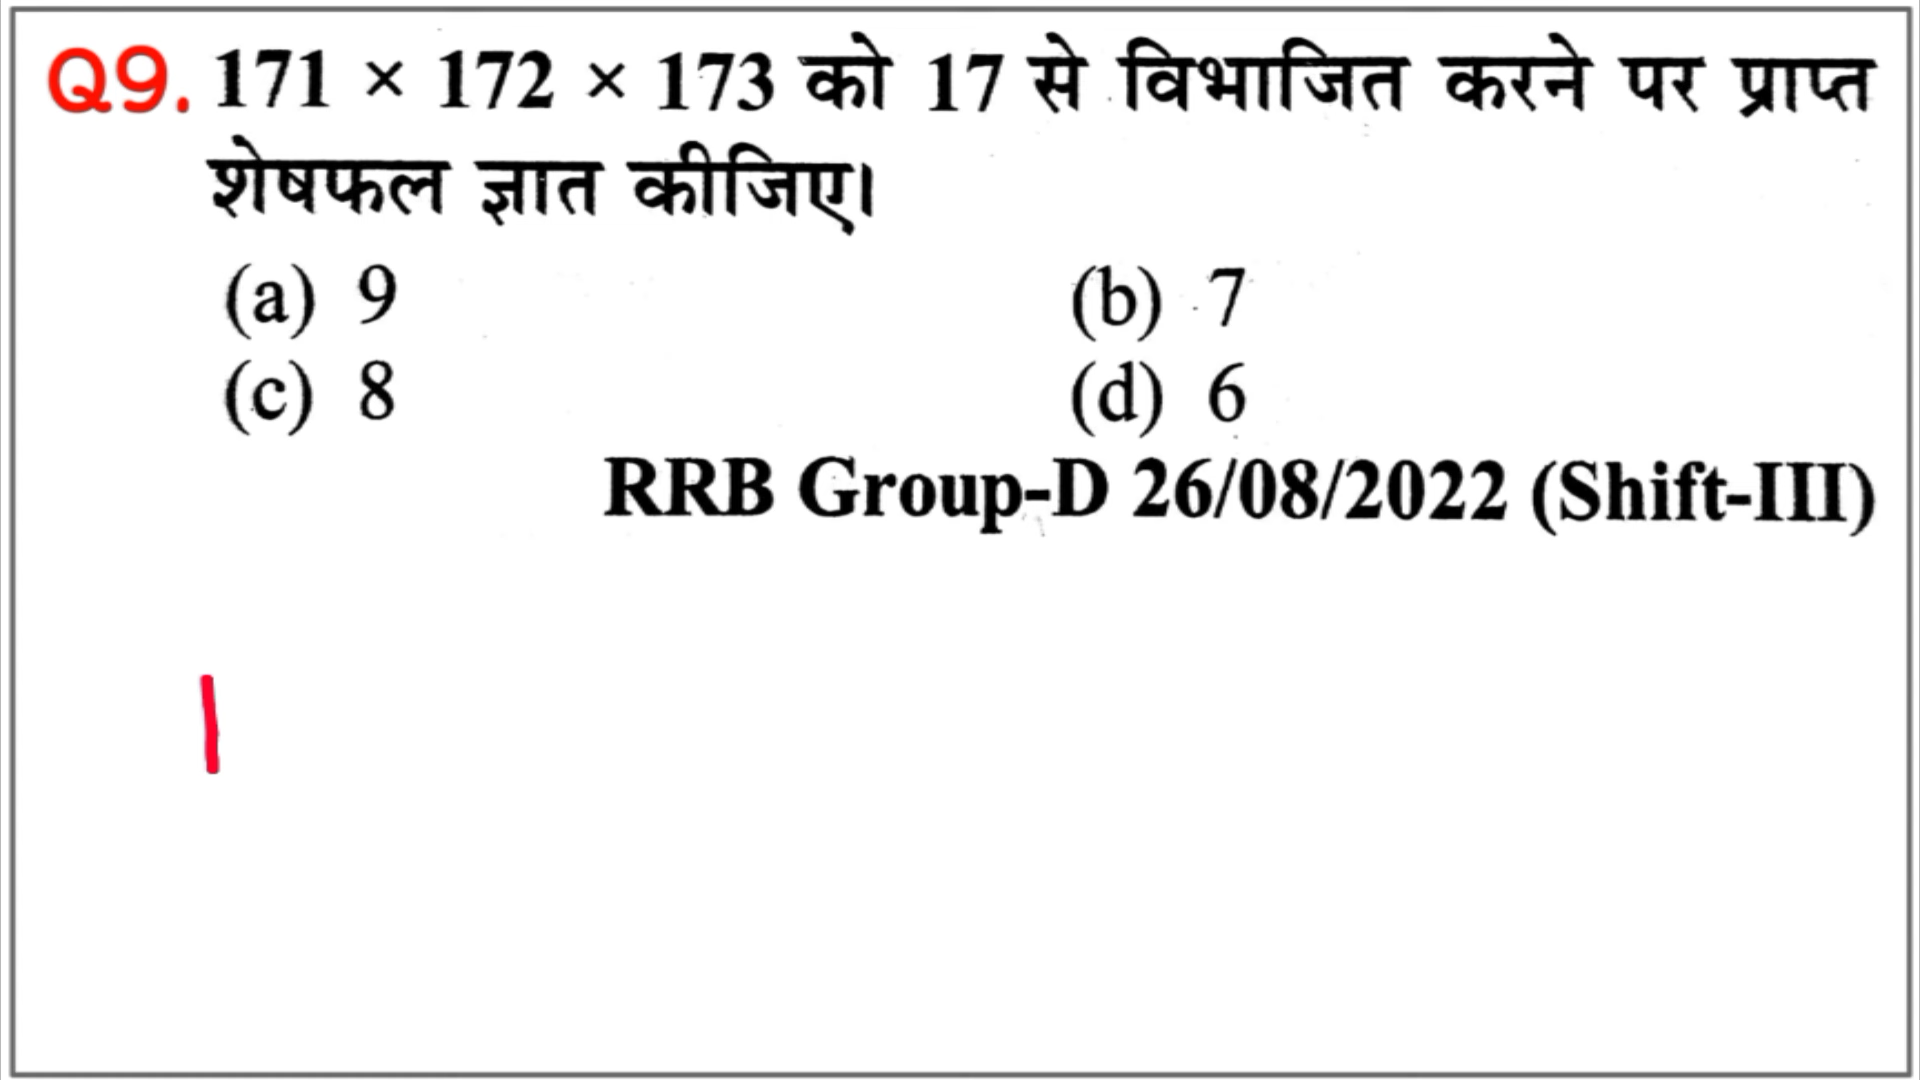 Q9. 171 × 172 × 173 को 17 से विभाजित करने पर प्राप्त
शेषफल ज्ञात कीजिए।
(a) 9 (b) 7
(c) 8 (d) 6
RRB Group-D 26/08/2022 (Shift-III)